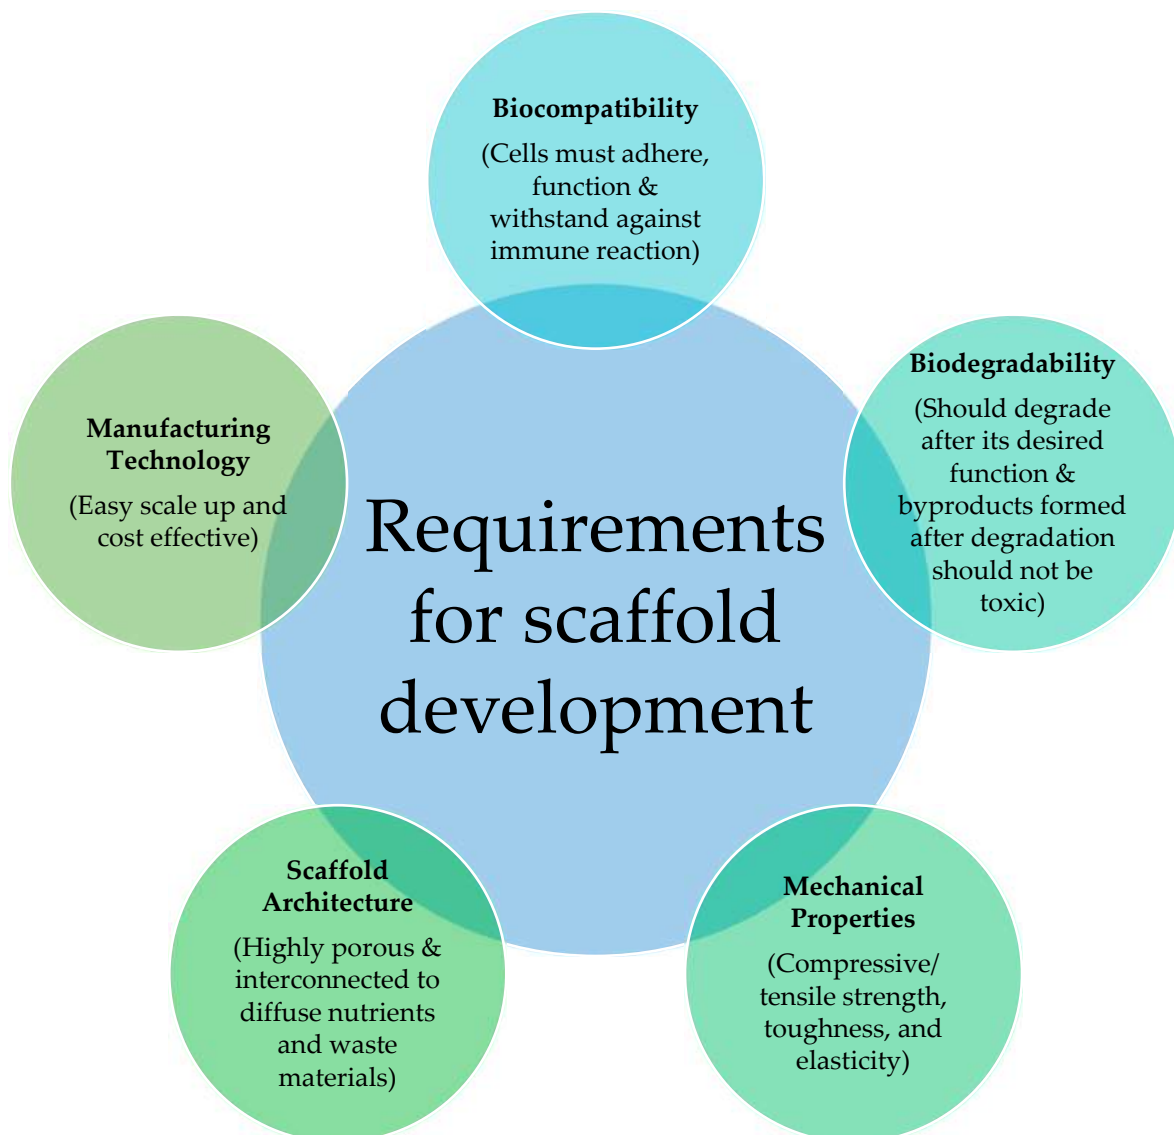 Biocompatibility
(Cells must adhere,
function &
withstand against
immune reaction)
Biodegradability
(Should degrade
after its desired
function &
byproducts formed
after degradation
should not be
toxic)
Manufacturing
Technology
(Easy scale up and
cost effective)
Requirements
for scaffold
development
Scaffold
Architecture
(Highly porous &
interconnected to
diffuse nutrients
and waste
materials)
Mechanical
Properties
(Compressive/
tensile strength,
toughness, and
elasticity)